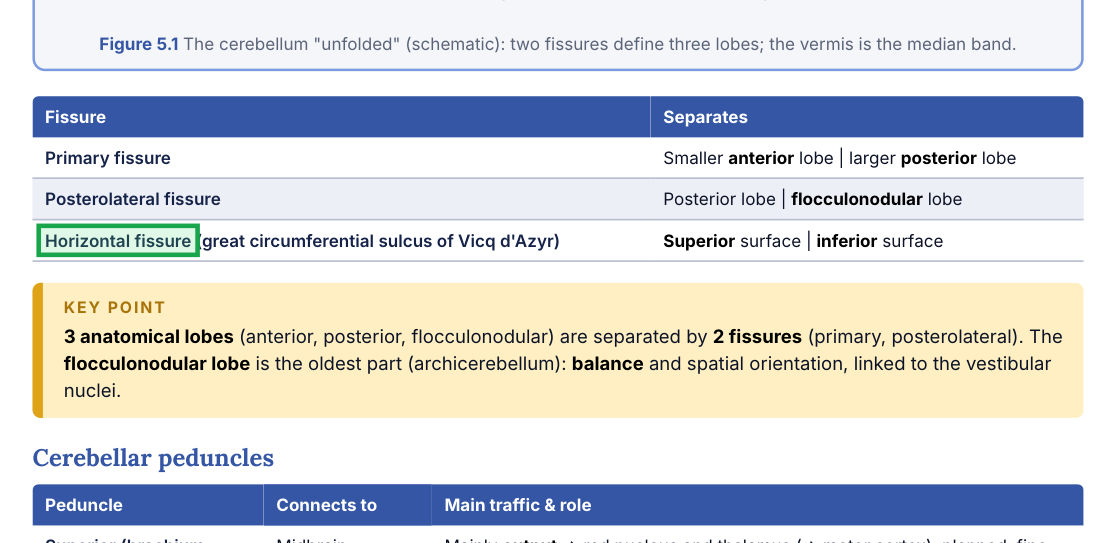 Figure 5.1 The cerebellum "unfolded" (schematic): two fissures define three lobes; the vermis is the median band.
Fissure Separates
Primary fissure Smaller anterior lobe | larger posterior lobe
Posterolateral fissure Posterior lobe | flocculonodular lobe
Horizontal fissure (great circumferential sulcus of Vicq d'Azyr) Superior surface | inferior surface
KEY POINT
3 anatomical lobes (anterior, posterior, flocculonodular) are separated by 2 fissures (primary, posterolateral). The
flocculonodular lobe is the oldest part (archicerebellum): balance and spatial orientation, linked to the vestibular
nuclei.
Cerebellar peduncles
Peduncle Connects to Main traffic & role